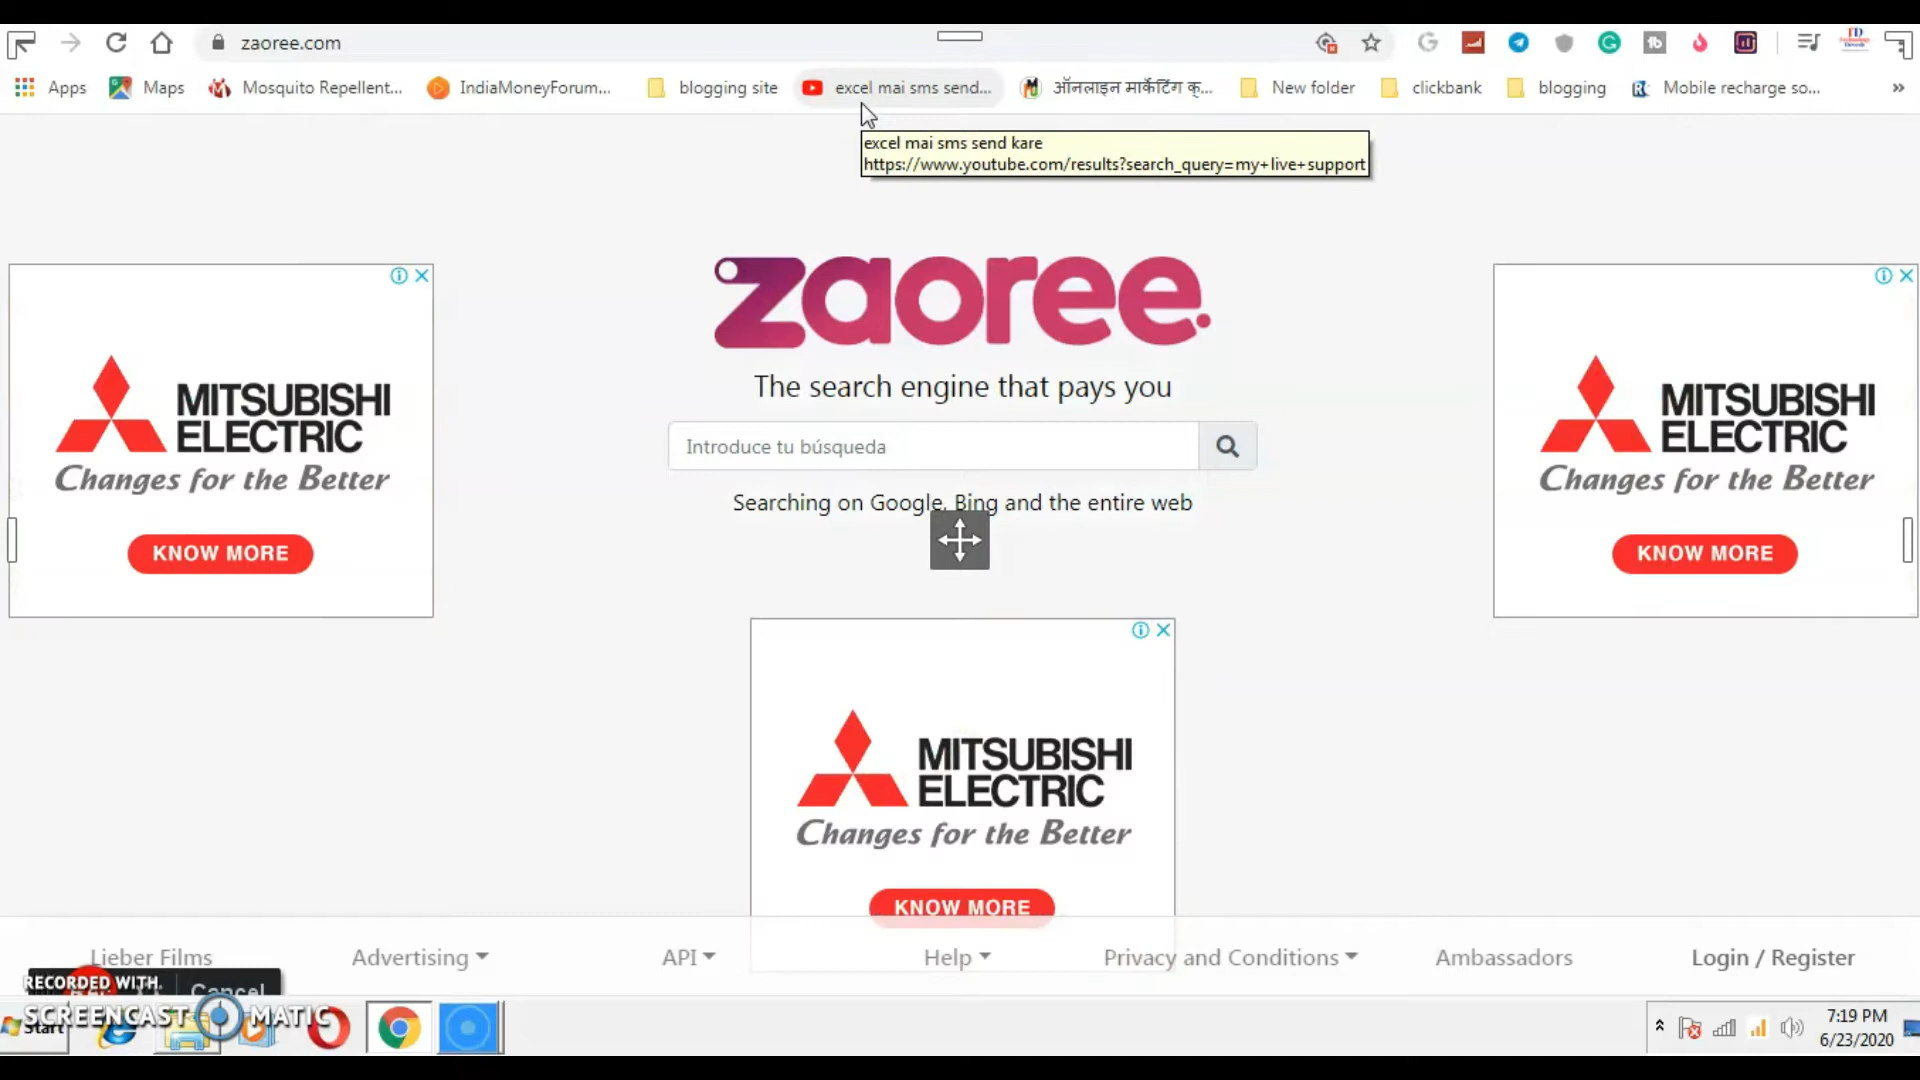 zaoree.com
Apps Maps Mosquito Repellent... IndiaMoneyForum... blogging site excel mai sms send... ऑनलाइन मार्केटिंग क्... New folder clickbank blogging Mobile recharge so... »
excel mai sms send kare
https://www.youtube.com/results?search_query=my+live+support
zaoree.
The search engine that pays you
Introduce tu búsqueda
Searching on Google, Bing and the entire web
MITSUBISHI
ELECTRIC
Changes for the Better
KNOW MORE
MITSUBISHI
ELECTRIC
Changes for the Better
KNOW MORE
MITSUBISHI
ELECTRIC
Changes for the Better
KNOW MORE
Lieber Films Advertising API Help Privacy and Conditions Ambassadors Login / Register
RECORDED WITH
Cancel
SCREENCAST MATIC
Start
7:19 PM
6/23/2020